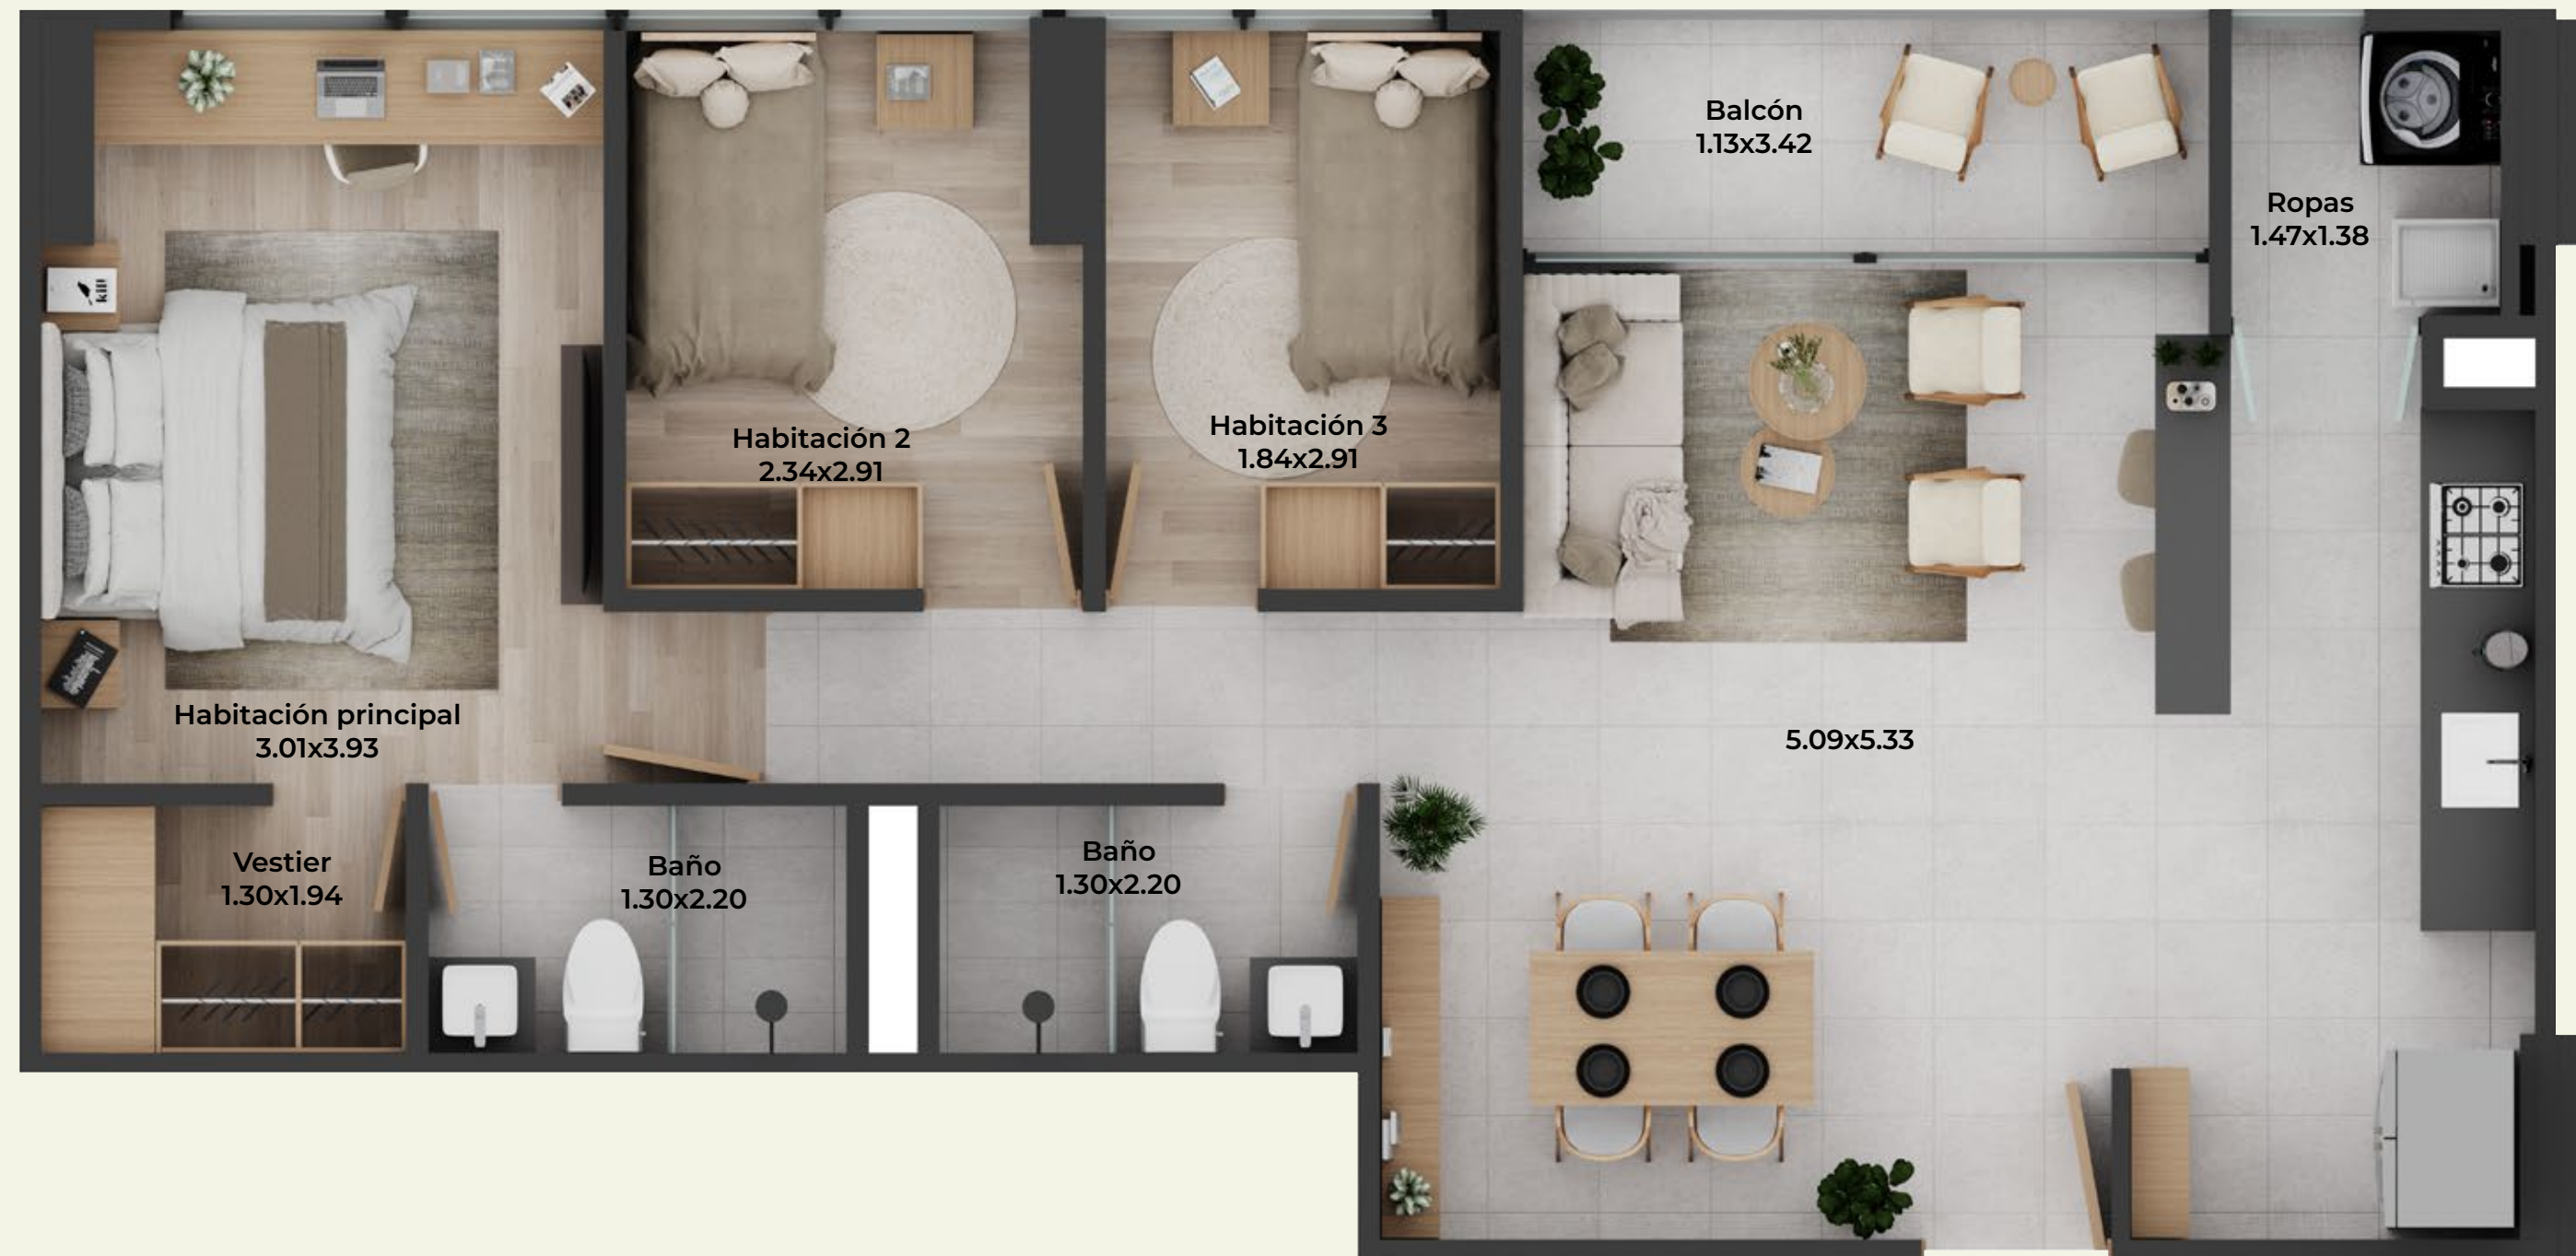 Balcón
1.13x3.42
Ropas
1.47x1.38
Habitación 2
2.34x2.91
Habitación 3
1.84x2.91
Habitación principal
3.01x3.93
5.09x5.33
Vestier
1.30x1.94
Baño
1.30x2.20
Baño
1.30x2.20
kill